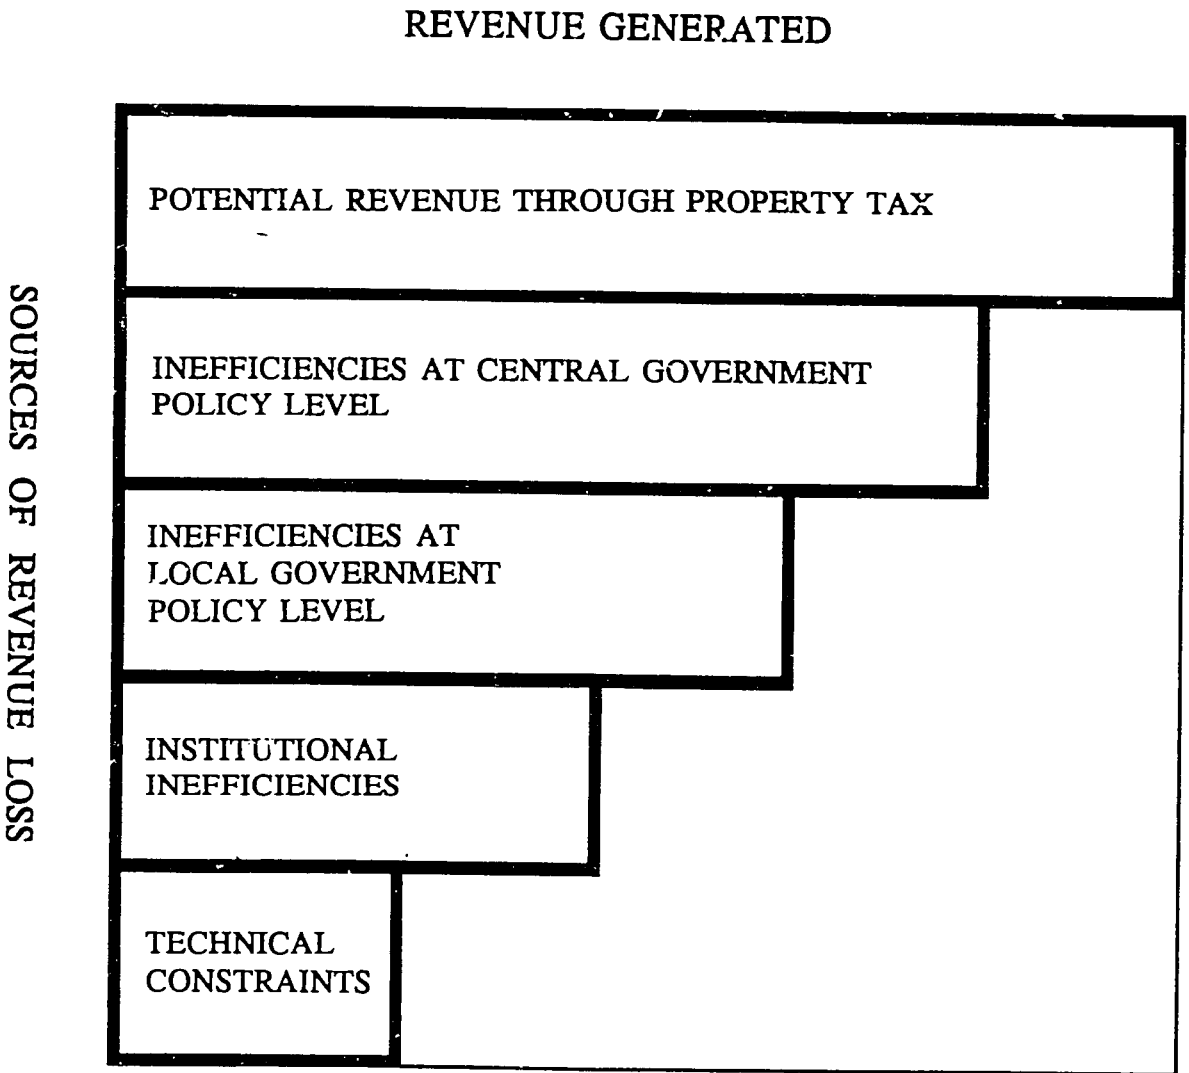 REVENUE GENERATED
POTENTIAL REVENUE THROUGH PROPERTY TAX
INEFFICIENCIES AT CENTRAL GOVERNMENT
POLICY LEVEL
INEFFICIENCIES AT
LOCAL GOVERNMENT
POLICY LEVEL
INSTITUTIONAL
INEFFICIENCIES
TECHNICAL
CONSTRAINTS
SOURCES OF REVENUE LOSS